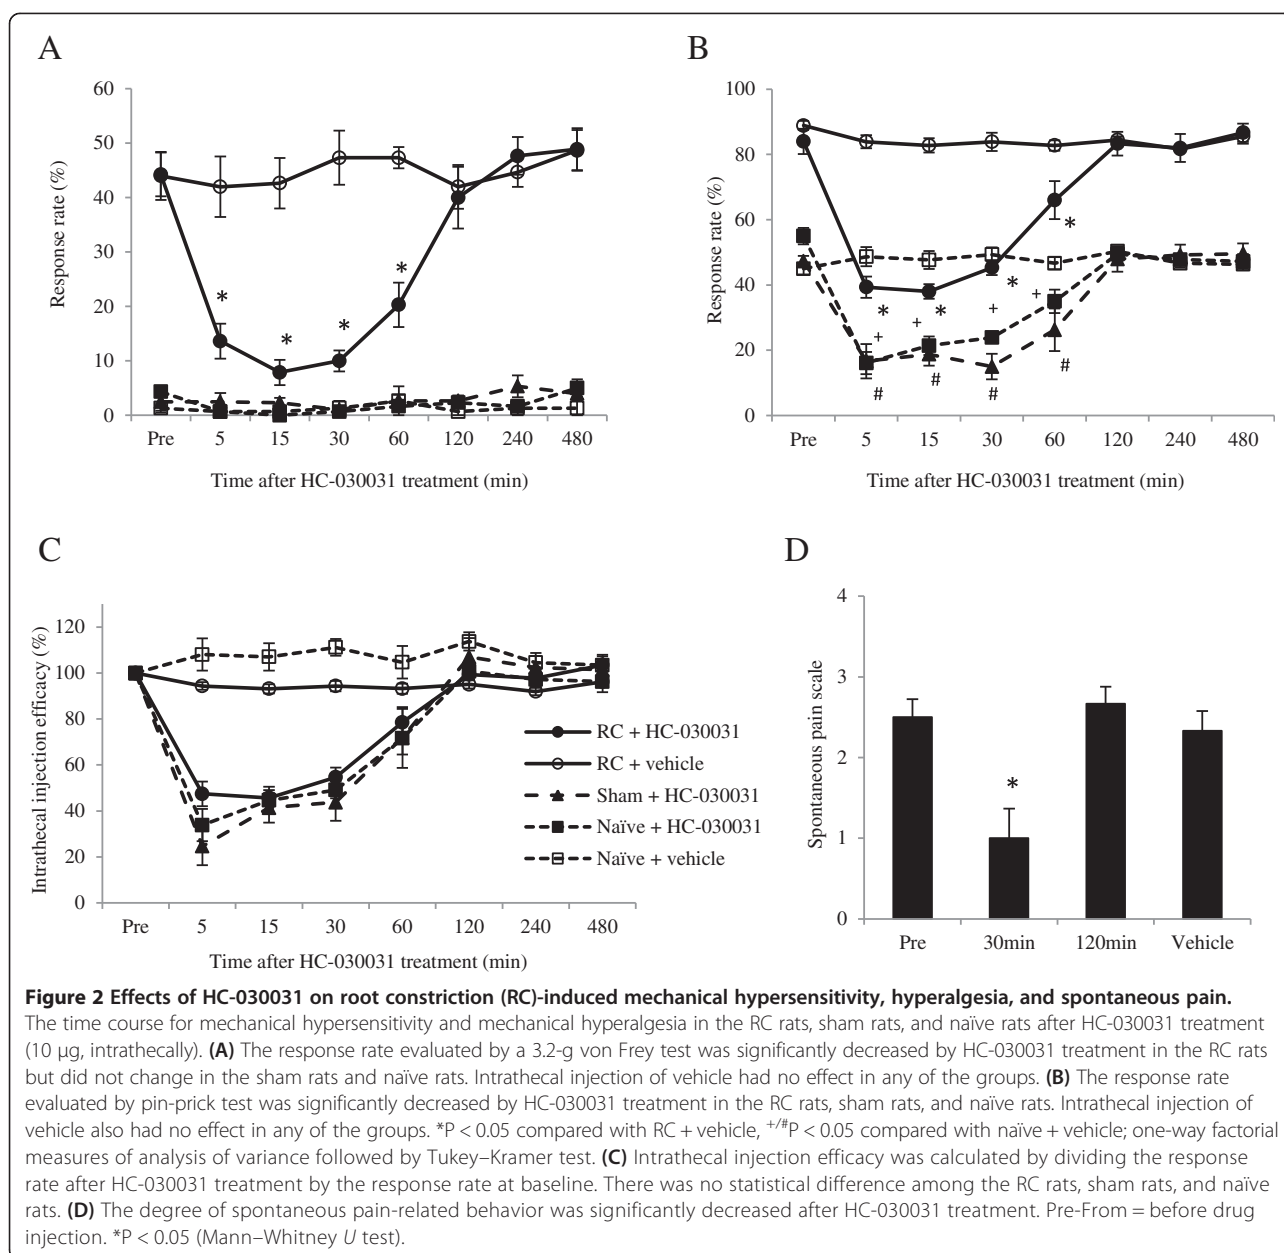 A
60
50
40
30
20
10
0
Response rate (%)
*
*
*
*
Pre 5 15 30 60 120 240 480
Time after HC-030031 treatment (min)
B
100
80
60
40
20
0
Response rate (%)
*
* * *
+ + + +
# # # #
Pre 5 15 30 60 120 240 480
Time after HC-030031 treatment (min)
C
120
100
80
60
40
20
0
Intrathecal injection efficacy (%)
RC + HC-030031
RC + vehicle
Sham + HC-030031
Naïve + HC-030031
Naïve + vehicle
Pre 5 15 30 60 120 240 480
Time after HC-030031 treatment (min)
D
4
3
2
1
0
Spontaneous pain scale
*
Pre 30min 120min Vehicle
Figure 2 Effects of HC-030031 on root constriction (RC)-induced mechanical hypersensitivity, hyperalgesia, and spontaneous pain.
The time course for mechanical hypersensitivity and mechanical hyperalgesia in the RC rats, sham rats, and naïve rats after HC-030031 treatment
(10 μg, intrathecally). (A) The response rate evaluated by a 3.2-g von Frey test was significantly decreased by HC-030031 treatment in the RC rats
but did not change in the sham rats and naïve rats. Intrathecal injection of vehicle had no effect in any of the groups. (B) The response rate
evaluated by pin-prick test was significantly decreased by HC-030031 treatment in the RC rats, sham rats, and naïve rats. Intrathecal injection of
vehicle also had no effect in any of the groups. *P < 0.05 compared with RC + vehicle, +/#P < 0.05 compared with naïve + vehicle; one-way factorial
measures of analysis of variance followed by Tukey–Kramer test. (C) Intrathecal injection efficacy was calculated by dividing the response
rate after HC-030031 treatment by the response rate at baseline. There was no statistical difference among the RC rats, sham rats, and naïve
rats. (D) The degree of spontaneous pain-related behavior was significantly decreased after HC-030031 treatment. Pre-From = before drug
injection. *P < 0.05 (Mann–Whitney U test).